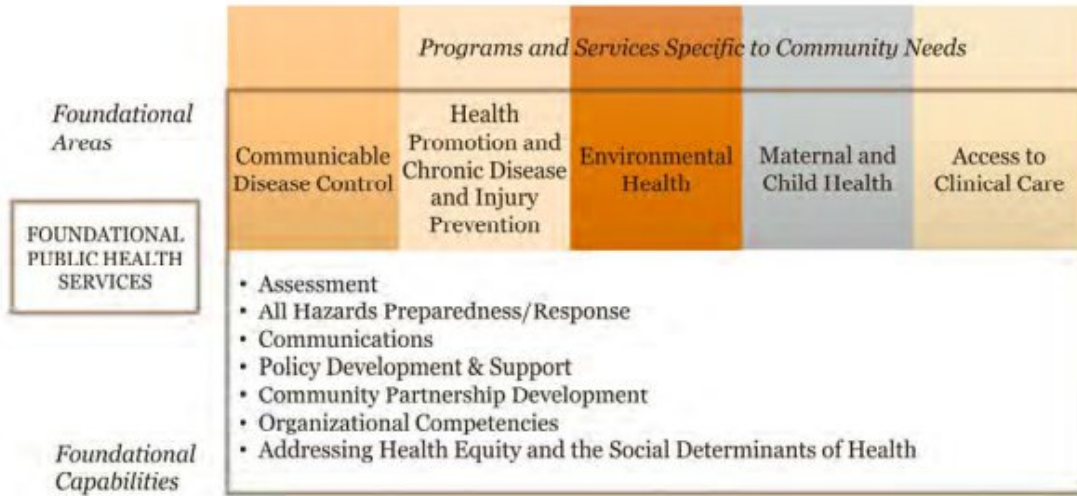 Programs and Services Specific to Community Needs
Foundational
Areas
Communicable
Disease Control
Health
Promotion and
Chronic Disease
and Injury
Prevention
Environmental
Health
Maternal and
Child Health
Access to
Clinical Care
FOUNDATIONAL
PUBLIC HEALTH
SERVICES
• Assessment
• All Hazards Preparedness/Response
• Communications
• Policy Development & Support
• Community Partnership Development
• Organizational Competencies
• Addressing Health Equity and the Social Determinants of Health
Foundational
Capabilities